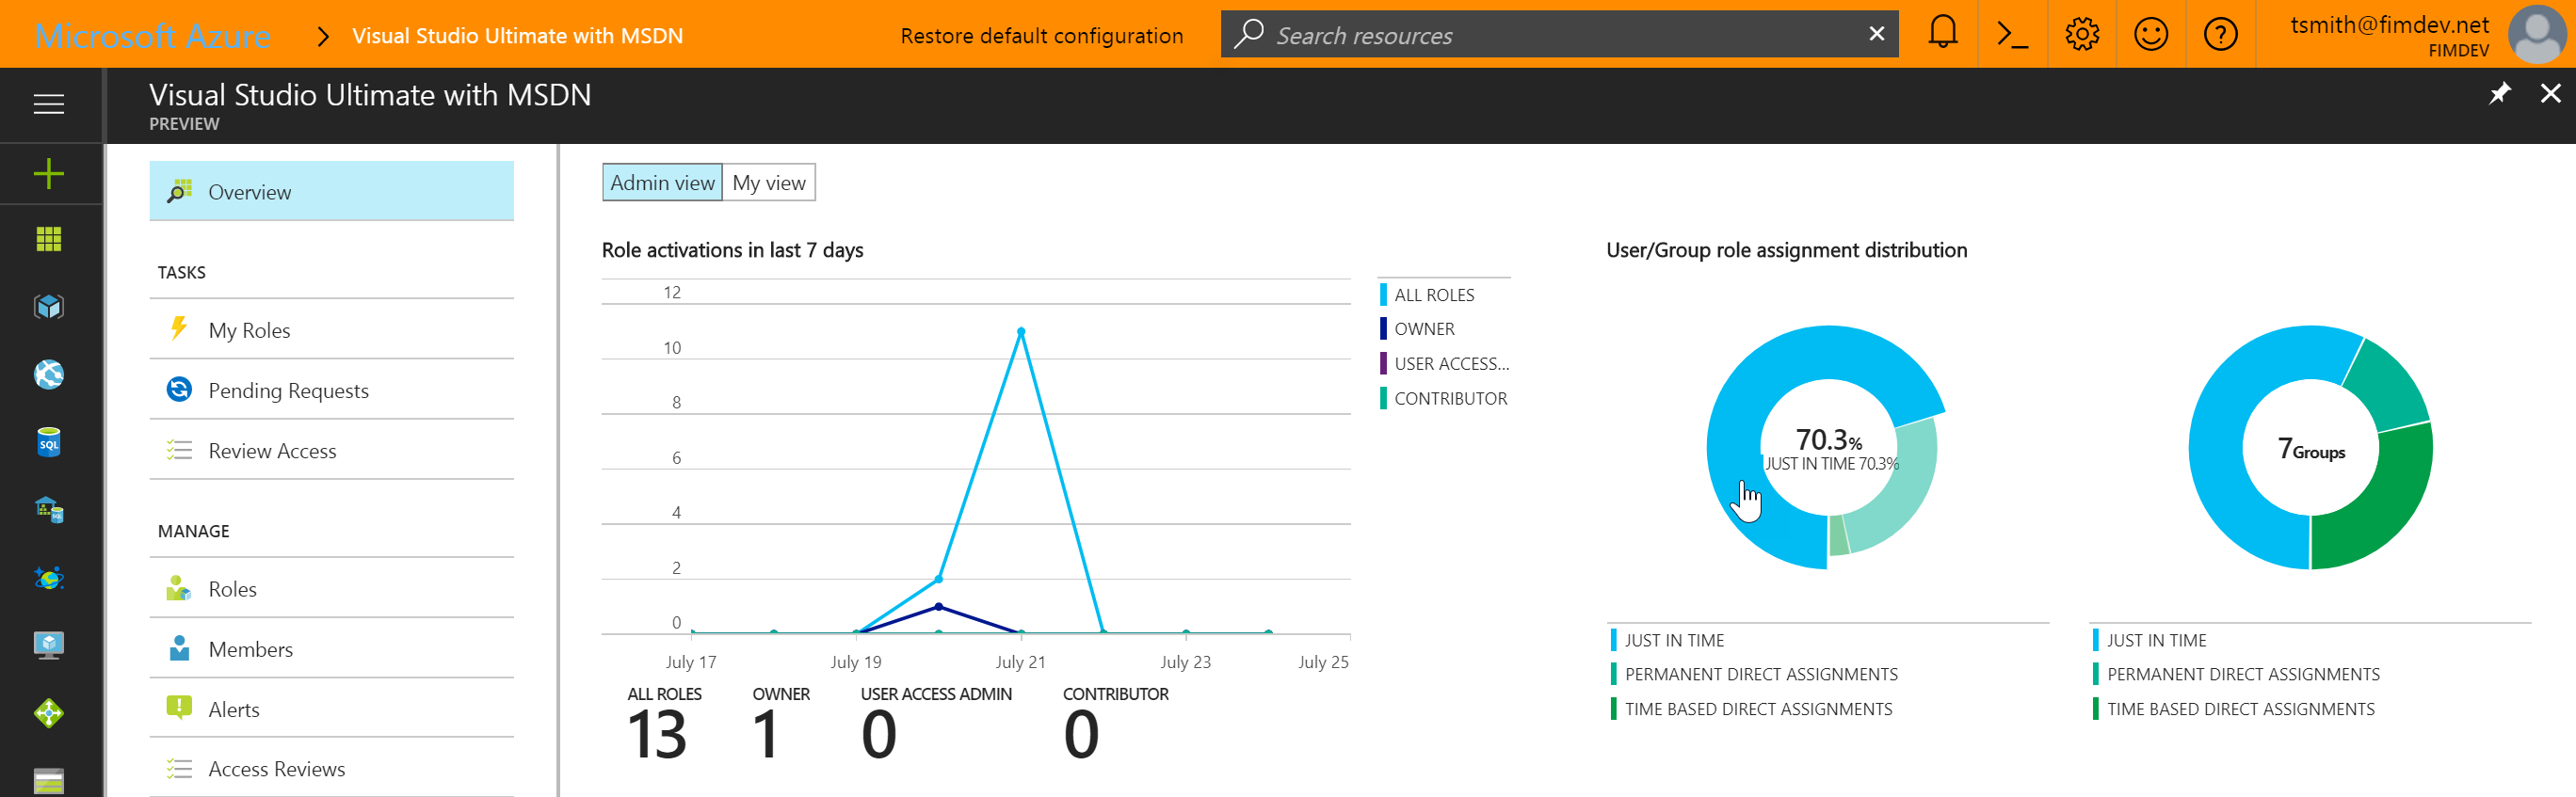 Microsoft Azure
Visual Studio Ultimate with MSDN
Restore default configuration
Search resources
tsmith@fimdev.net
FIMDEV
Visual Studio Ultimate with MSDN
PREVIEW
Overview
TASKS
My Roles
Pending Requests
SQL
Review Access
MANAGE
Roles
Members
Alerts
Access Reviews
Admin view
My view
Role activations in last 7 days
12
10
8
6
4
2
0
July 17
July 19
July 21
July 23
July 25
ALL ROLES
OWNER
USER ACCESS...
CONTRIBUTOR
ALL ROLES
13
OWNER
1
USER ACCESS ADMIN
0
CONTRIBUTOR
0
User/Group role assignment distribution
70.3%
JUST IN TIME 70.3%
JUST IN TIME
PERMANENT DIRECT ASSIGNMENTS
TIME BASED DIRECT ASSIGNMENTS
7Groups
JUST IN TIME
PERMANENT DIRECT ASSIGNMENTS
TIME BASED DIRECT ASSIGNMENTS